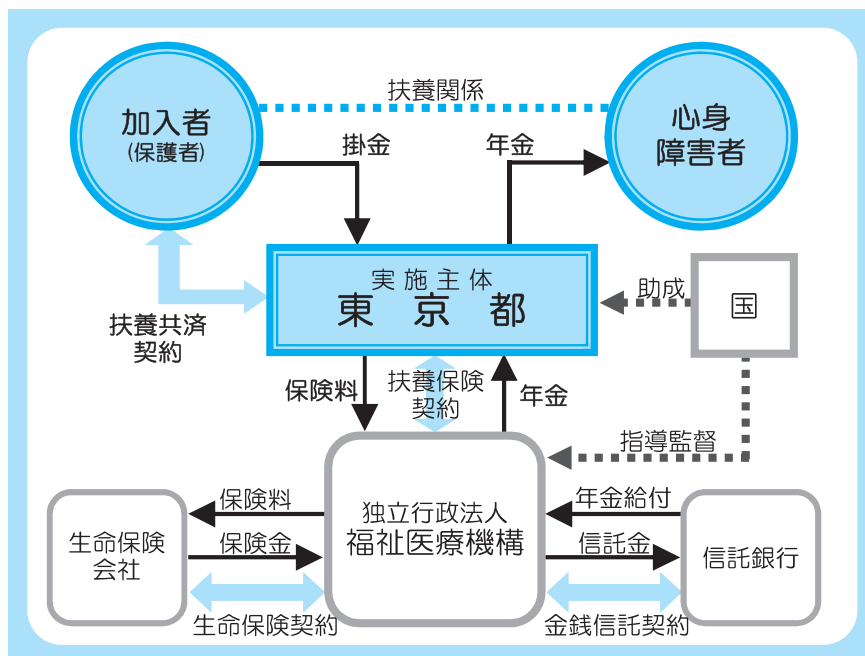 扶養関係
加入者
(保護者)
心身
障害者
掛金
年金
実施主体
東京都
助成
国
扶養共済
契約
保険料
扶養保険
契約
年金
指導監督
保険料
年金給付
独立行政法人
福祉医療機構
生命保険
会社
保険金
信託金
信託銀行
生命保険契約
金銭信託契約